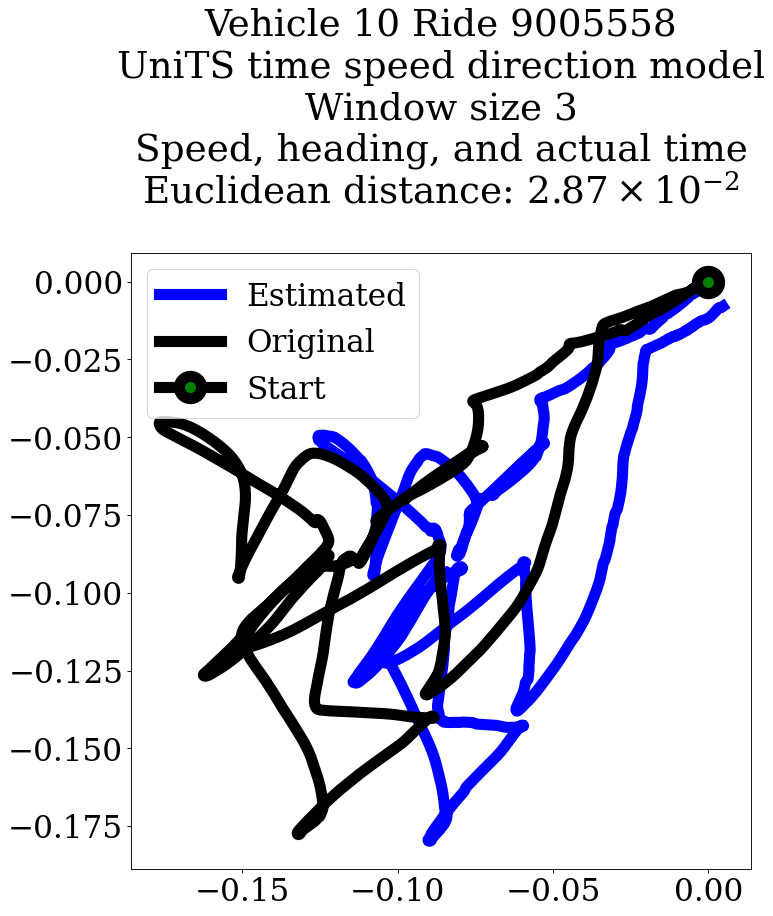 Vehicle 10 Ride 9005558
UniTS time speed direction model
Window size 3
Speed, heading, and actual time
Euclidean distance: 2.87 × 10⁻²
Estimated
Original
Start
0.000
−0.025
−0.050
−0.075
−0.100
−0.125
−0.150
−0.175
−0.15 −0.10 −0.05 0.00